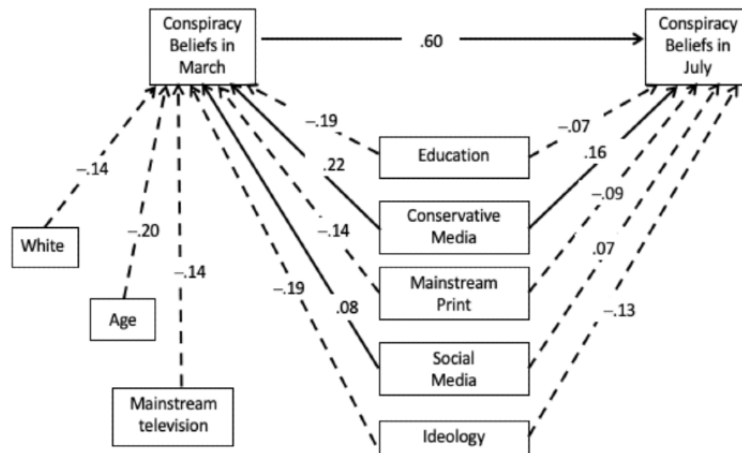 Conspiracy
Beliefs in
March
.60
Conspiracy
Beliefs in
July
–.19
–.07
Education
–.14
.22
.16
Conservative
Media
–.09
White
–.20
–.14
–.14
Mainstream
Print
.07
–.19
Age
.08
–.13
Social
Media
Mainstream
television
Ideology